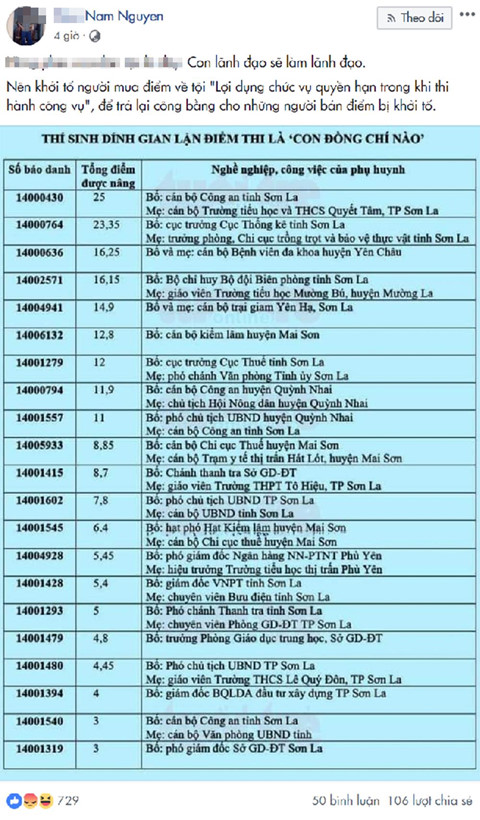 Nam Nguyen
Theo dõi
4 giờ
Con lãnh đạo sẽ làm lãnh đạo.
Nên khởi tố người mua điểm về tội "Lợi dụng chức vụ quyền hạn trong khi thi
hành công vụ", để trả lại công bằng cho những người bán điểm bị khởi tố.
THÍ SINH DÍNH GIAN LẬN ĐIỂM THI LÀ 'CON ĐỒNG CHÍ NÀO'
Số báo danh Tổng điểm được nâng Nghề nghiệp, công việc của phụ huynh
14000430 25 Bố: cán bộ Công an tỉnh Sơn La
Mẹ: cán bộ Trường tiểu học và THCS Quyết Tâm, TP Sơn La
14000764 23,35 Bố: cục trưởng Cục Thống kê tỉnh Sơn La
Mẹ: trưởng phòng, Chi cục trồng trọt và bảo vệ thực vật tỉnh Sơn La
14000636 16,25 Bố và mẹ: cán bộ Bệnh viện đa khoa huyện Yên Châu
14002571 16,15 Bố: Bộ chỉ huy Bộ đội Biên phòng tỉnh Sơn La
Mẹ: giáo viên Trường tiểu học Mường Bú, huyện Mường La
14004941 14,9 Bố và mẹ: cán bộ trại giam Yên Hạ, Sơn La
14006132 12,8 Bố: cán bộ kiểm lâm huyện Mai Sơn
14001279 12 Bố: cục trưởng Cục Thuế tỉnh Sơn La
Mẹ: phó chánh Văn phòng Tỉnh ủy Sơn La
14000794 11,9 Bố: cán bộ Công an huyện Quỳnh Nhai
Mẹ: chủ tịch Hội Nông dân huyện Quỳnh Nhai
14001557 11 Bố: phó chủ tịch UBND huyện Quỳnh Nhai
Mẹ: cán bộ Công an tỉnh Sơn La
14005933 8,85 Bố: cán bộ Chi cục Thuế huyện Mai Sơn
Mẹ: cán bộ Trạm y tế thị trấn Hát Lót, huyện Mai Sơn
14001415 8,7 Bố: Chánh thanh tra Sở GD-ĐT
Mẹ: giáo viên Trường THPT Tô Hiệu, TP Sơn La
14001602 7,8 Bố: phó chủ tịch UBND TP Sơn La
Mẹ: cán bộ UBND tỉnh Sơn La
14001545 6,4 Bố: hạt phó Hạt Kiểm lâm huyện Mai Sơn
Mẹ: cán bộ Chi cục thuế huyện Mai Sơn
14004928 5,45 Bố: phó giám đốc Ngân hàng NN-PTNT Phù Yên
Mẹ: hiệu trưởng Trường tiểu học thị trấn Phù Yên
14001428 5,4 Bố: giám đốc VNPT tỉnh Sơn La
Mẹ: chuyên viên Bưu điện tỉnh Sơn La
14001293 5 Bố: Phó chánh Thanh tra tỉnh Sơn La
Mẹ: chuyên viên Phòng GD-ĐT TP Sơn La
14001479 4,8 Bố: trưởng Phòng Giáo dục trung học, Sở GD-ĐT
14001480 4,45 Bố: Phó chủ tịch UBND TP Sơn La
Mẹ: giáo viên Trường THCS Lê Quý Đôn, TP Sơn La
14001394 4 Bố: giám đốc BQLDA đầu tư xây dựng TP Sơn La
14001540 3 Bố: cán bộ Công an tỉnh Sơn La
Mẹ: cán bộ Văn phòng UBND tỉnh
14001319 3 Bố: phó giám đốc Sở GD-ĐT Sơn La
729
50 bình luận 106 lượt chia sẻ